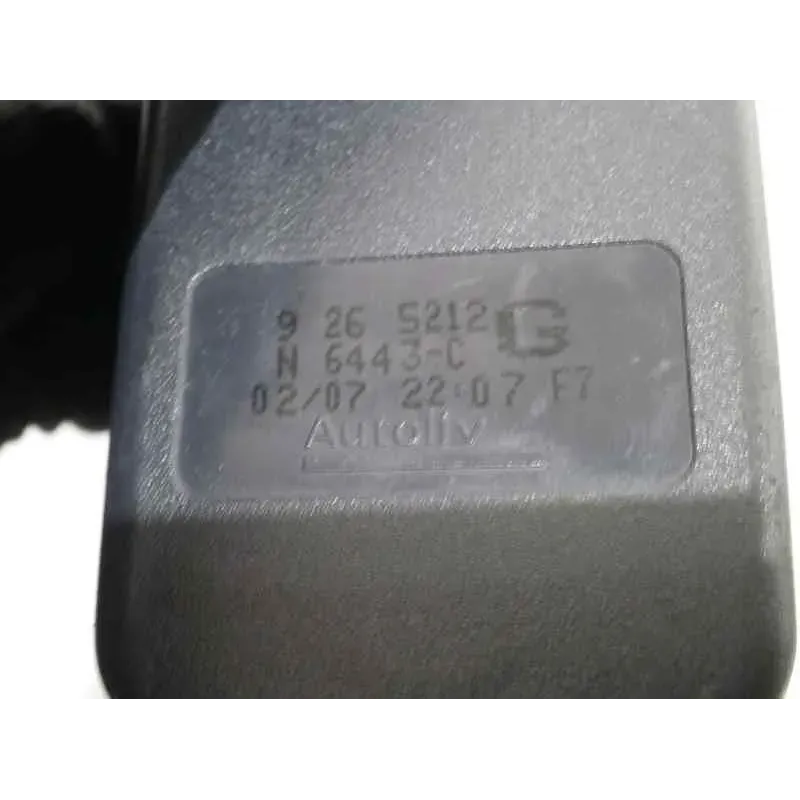 9 26 5212 G
N 6443-C
02/07 22:07 F7
Autoliv